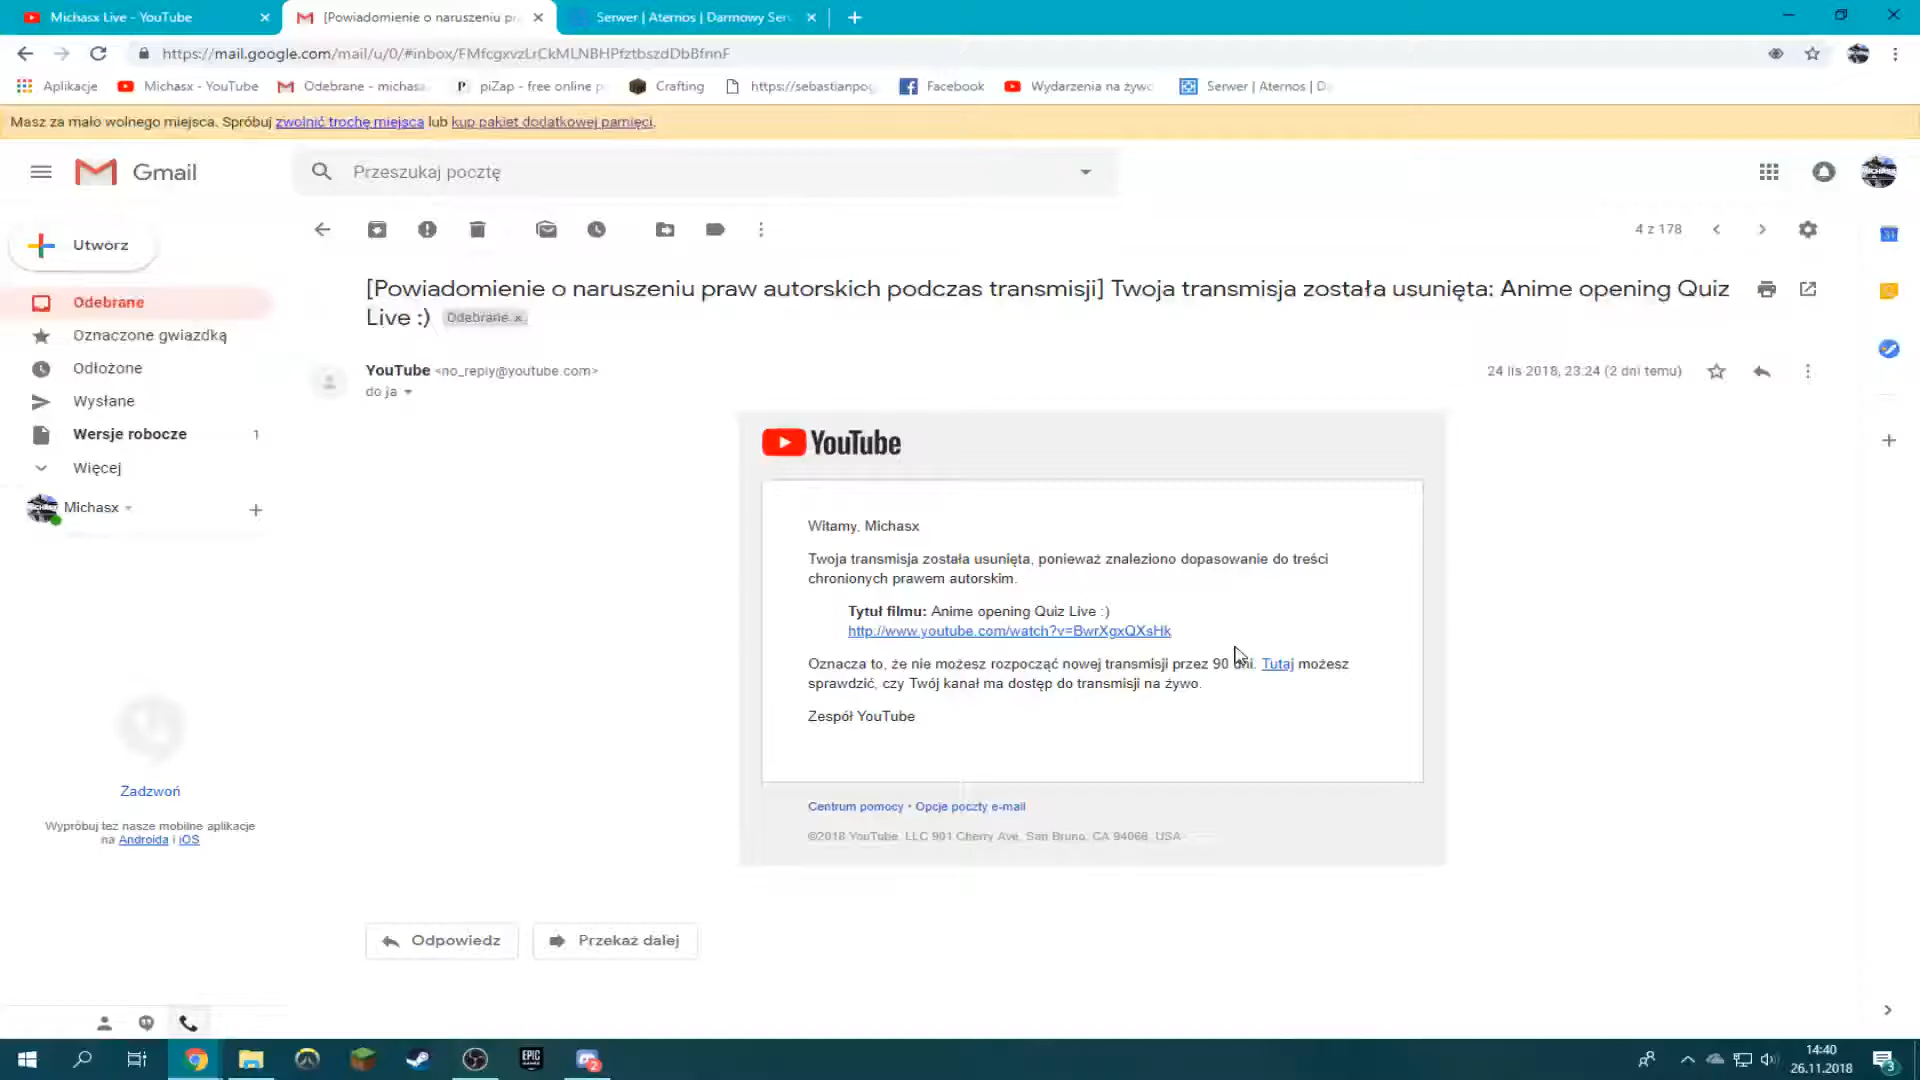 Michasx Live - YouTube
[Powiadomienie o naruszeniu pr
Serwer | Aternos | Darmowy Ser
https://mail.google.com/mail/u/0/#inbox/FMfcgxvzLrCkMLNBHPfztbszdDbBfnnF
Aplikacje
Michasx - YouTube
Odebrane - michasx
piZap - free online p
Crafting
https://sebastianpog
Facebook
Wydarzenia na żywo
Serwer | Aternos | D
Masz za mało wolnego miejsca. Spróbuj zwolnić trochę miejsca lub kup pakiet dodatkowej pamięci.
Gmail
Przeszukaj pocztę
Utwórz
4 z 178
[Powiadomienie o naruszeniu praw autorskich podczas transmisji] Twoja transmisja została usunięta: Anime opening Quiz
Live :) Odebrane x
Odebrane
Oznaczone gwiazdką
Odłożone
Wysłane
Wersje robocze 1
Więcej
Michasx
YouTube <no_reply@youtube.com>
do ja
24 lis 2018, 23:24 (2 dni temu)
YouTube
Witamy, Michasx
Twoja transmisja została usunięta, ponieważ znaleziono dopasowanie do treści
chronionych prawem autorskim.
Tytuł filmu: Anime opening Quiz Live :)
http://www.youtube.com/watch?v=BwrXgxQXsHk
Oznacza to, że nie możesz rozpocząć nowej transmisji przez 90 dni. Tutaj możesz
sprawdzić, czy Twój kanał ma dostęp do transmisji na żywo.
Zespół YouTube
Centrum pomocy • Opcje poczty e-mail
©2018 YouTube, LLC 901 Cherry Ave, San Bruno, CA 94066, USA
Zadzwoń
Wypróbuj też nasze mobilne aplikacje
na Androida i iOS
Odpowiedz
Przekaż dalej
31
EPIC
GAMES
2
14:40
26.11.2018
3